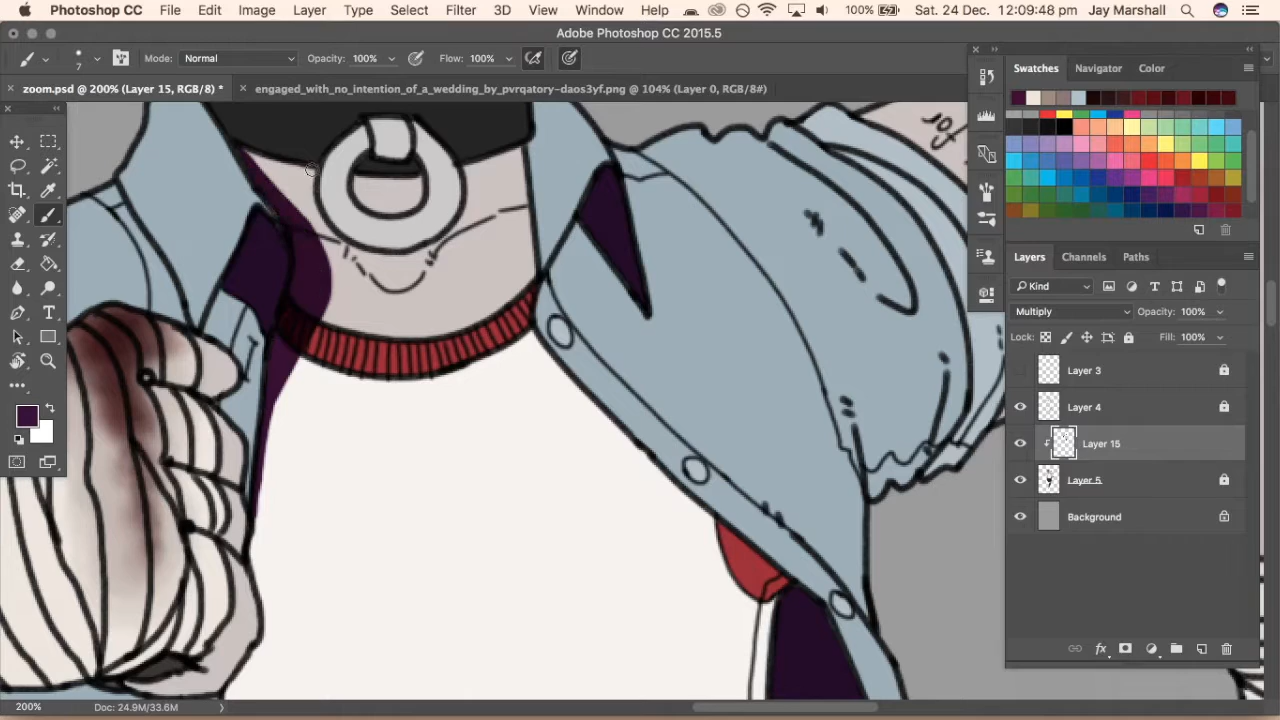 Photoshop CC File Edit Image Layer Type Select Filter 3D View Window Help 100% Sat. 24 Dec. 12:09:48 pm Jay Marshall
Adobe Photoshop CC 2015.5
7 Mode: Normal Opacity: 100% Flow: 100%
zoom.psd @ 200% (Layer 15, RGB/8) * engaged_with_no_intention_of_a_wedding_by_pvrqatory-daos3yf.png @ 104% (Layer 0, RGB/8#)
Swatches Navigator Color
for
Layers Channels Paths
Kind
Multiply Opacity: 100%
Lock: Fill: 100%
Layer 3
Layer 4
Layer 15
Layer 5
Background
fx
200% Doc: 24.9M/33.6M